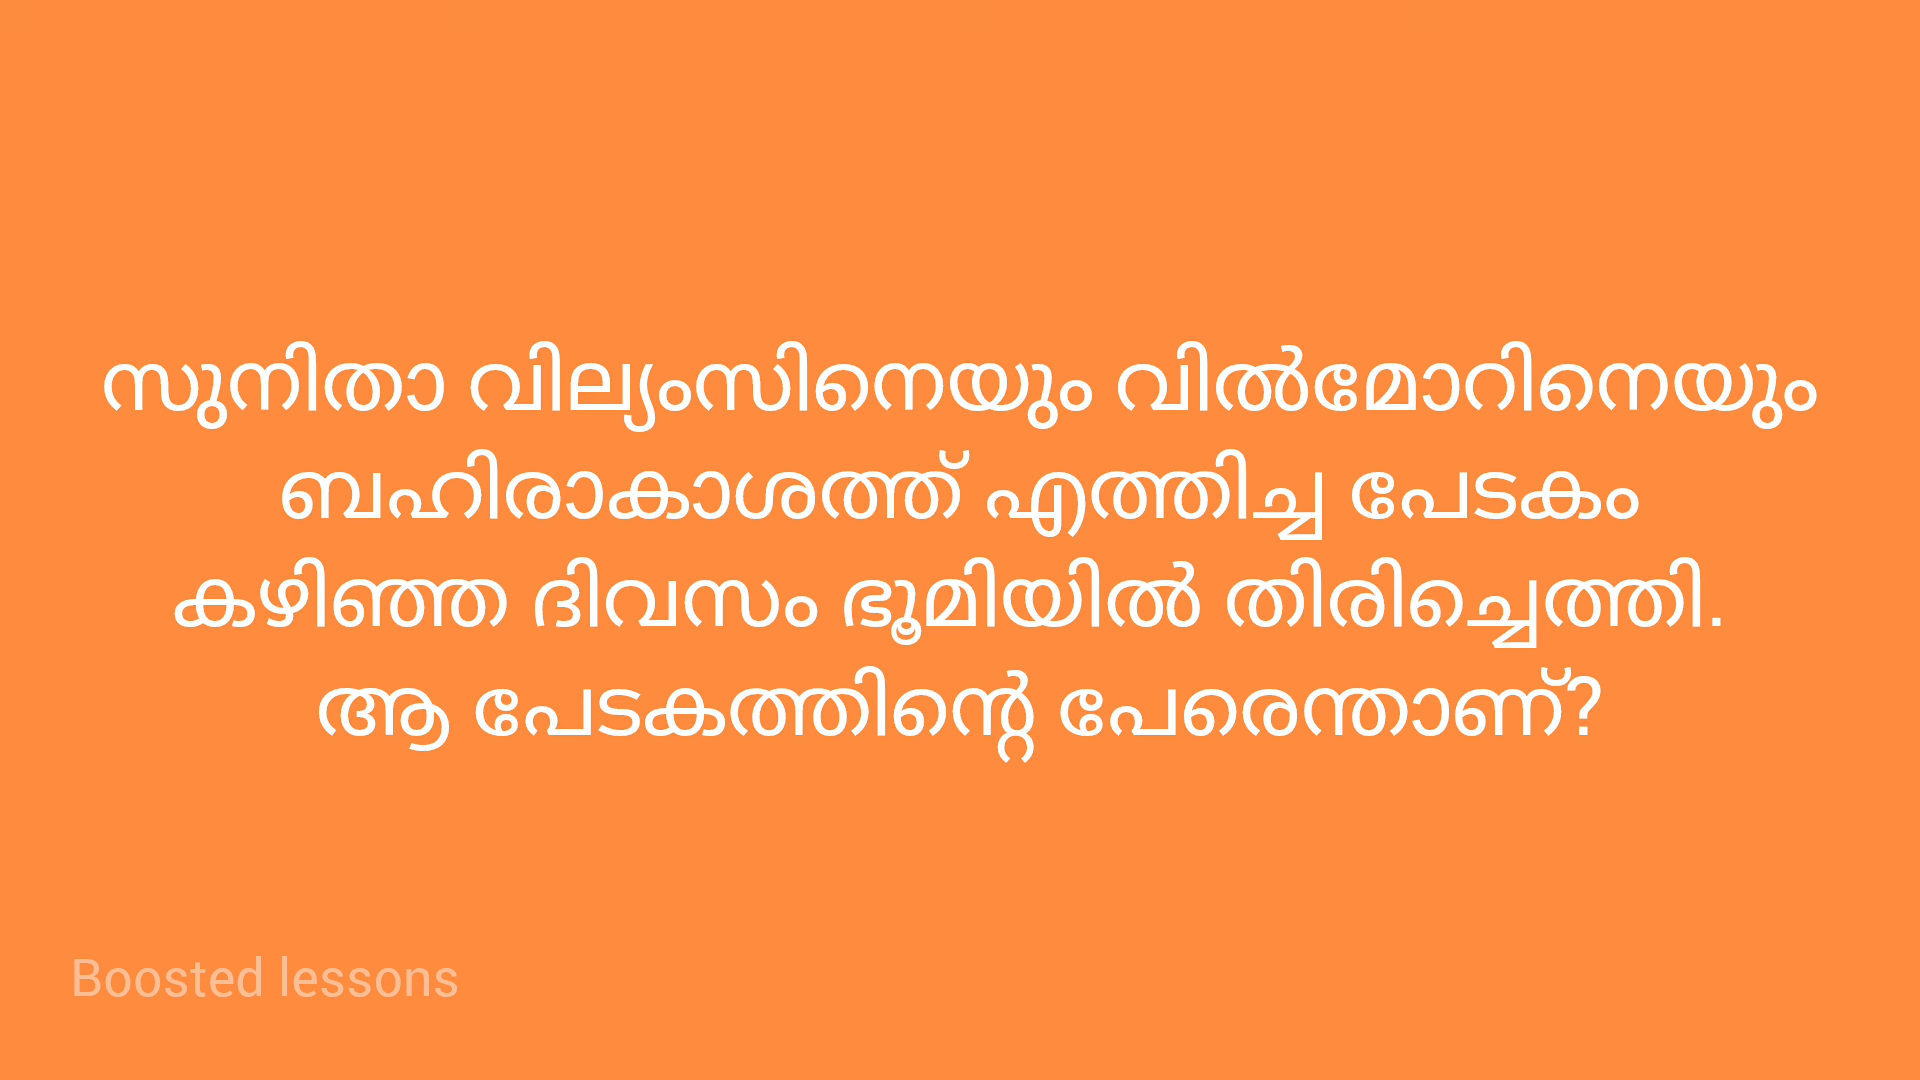 സുനിതാ വില്യംസിനെയും വിൽമോറിനെയും
ബഹിരാകാശത്ത് എത്തിച്ച പേടകം
കഴിഞ്ഞ ദിവസം ഭൂമിയിൽ തിരിച്ചെത്തി.
ആ പേടകത്തിന്റെ പേരെന്താണ്?
Boosted lessons